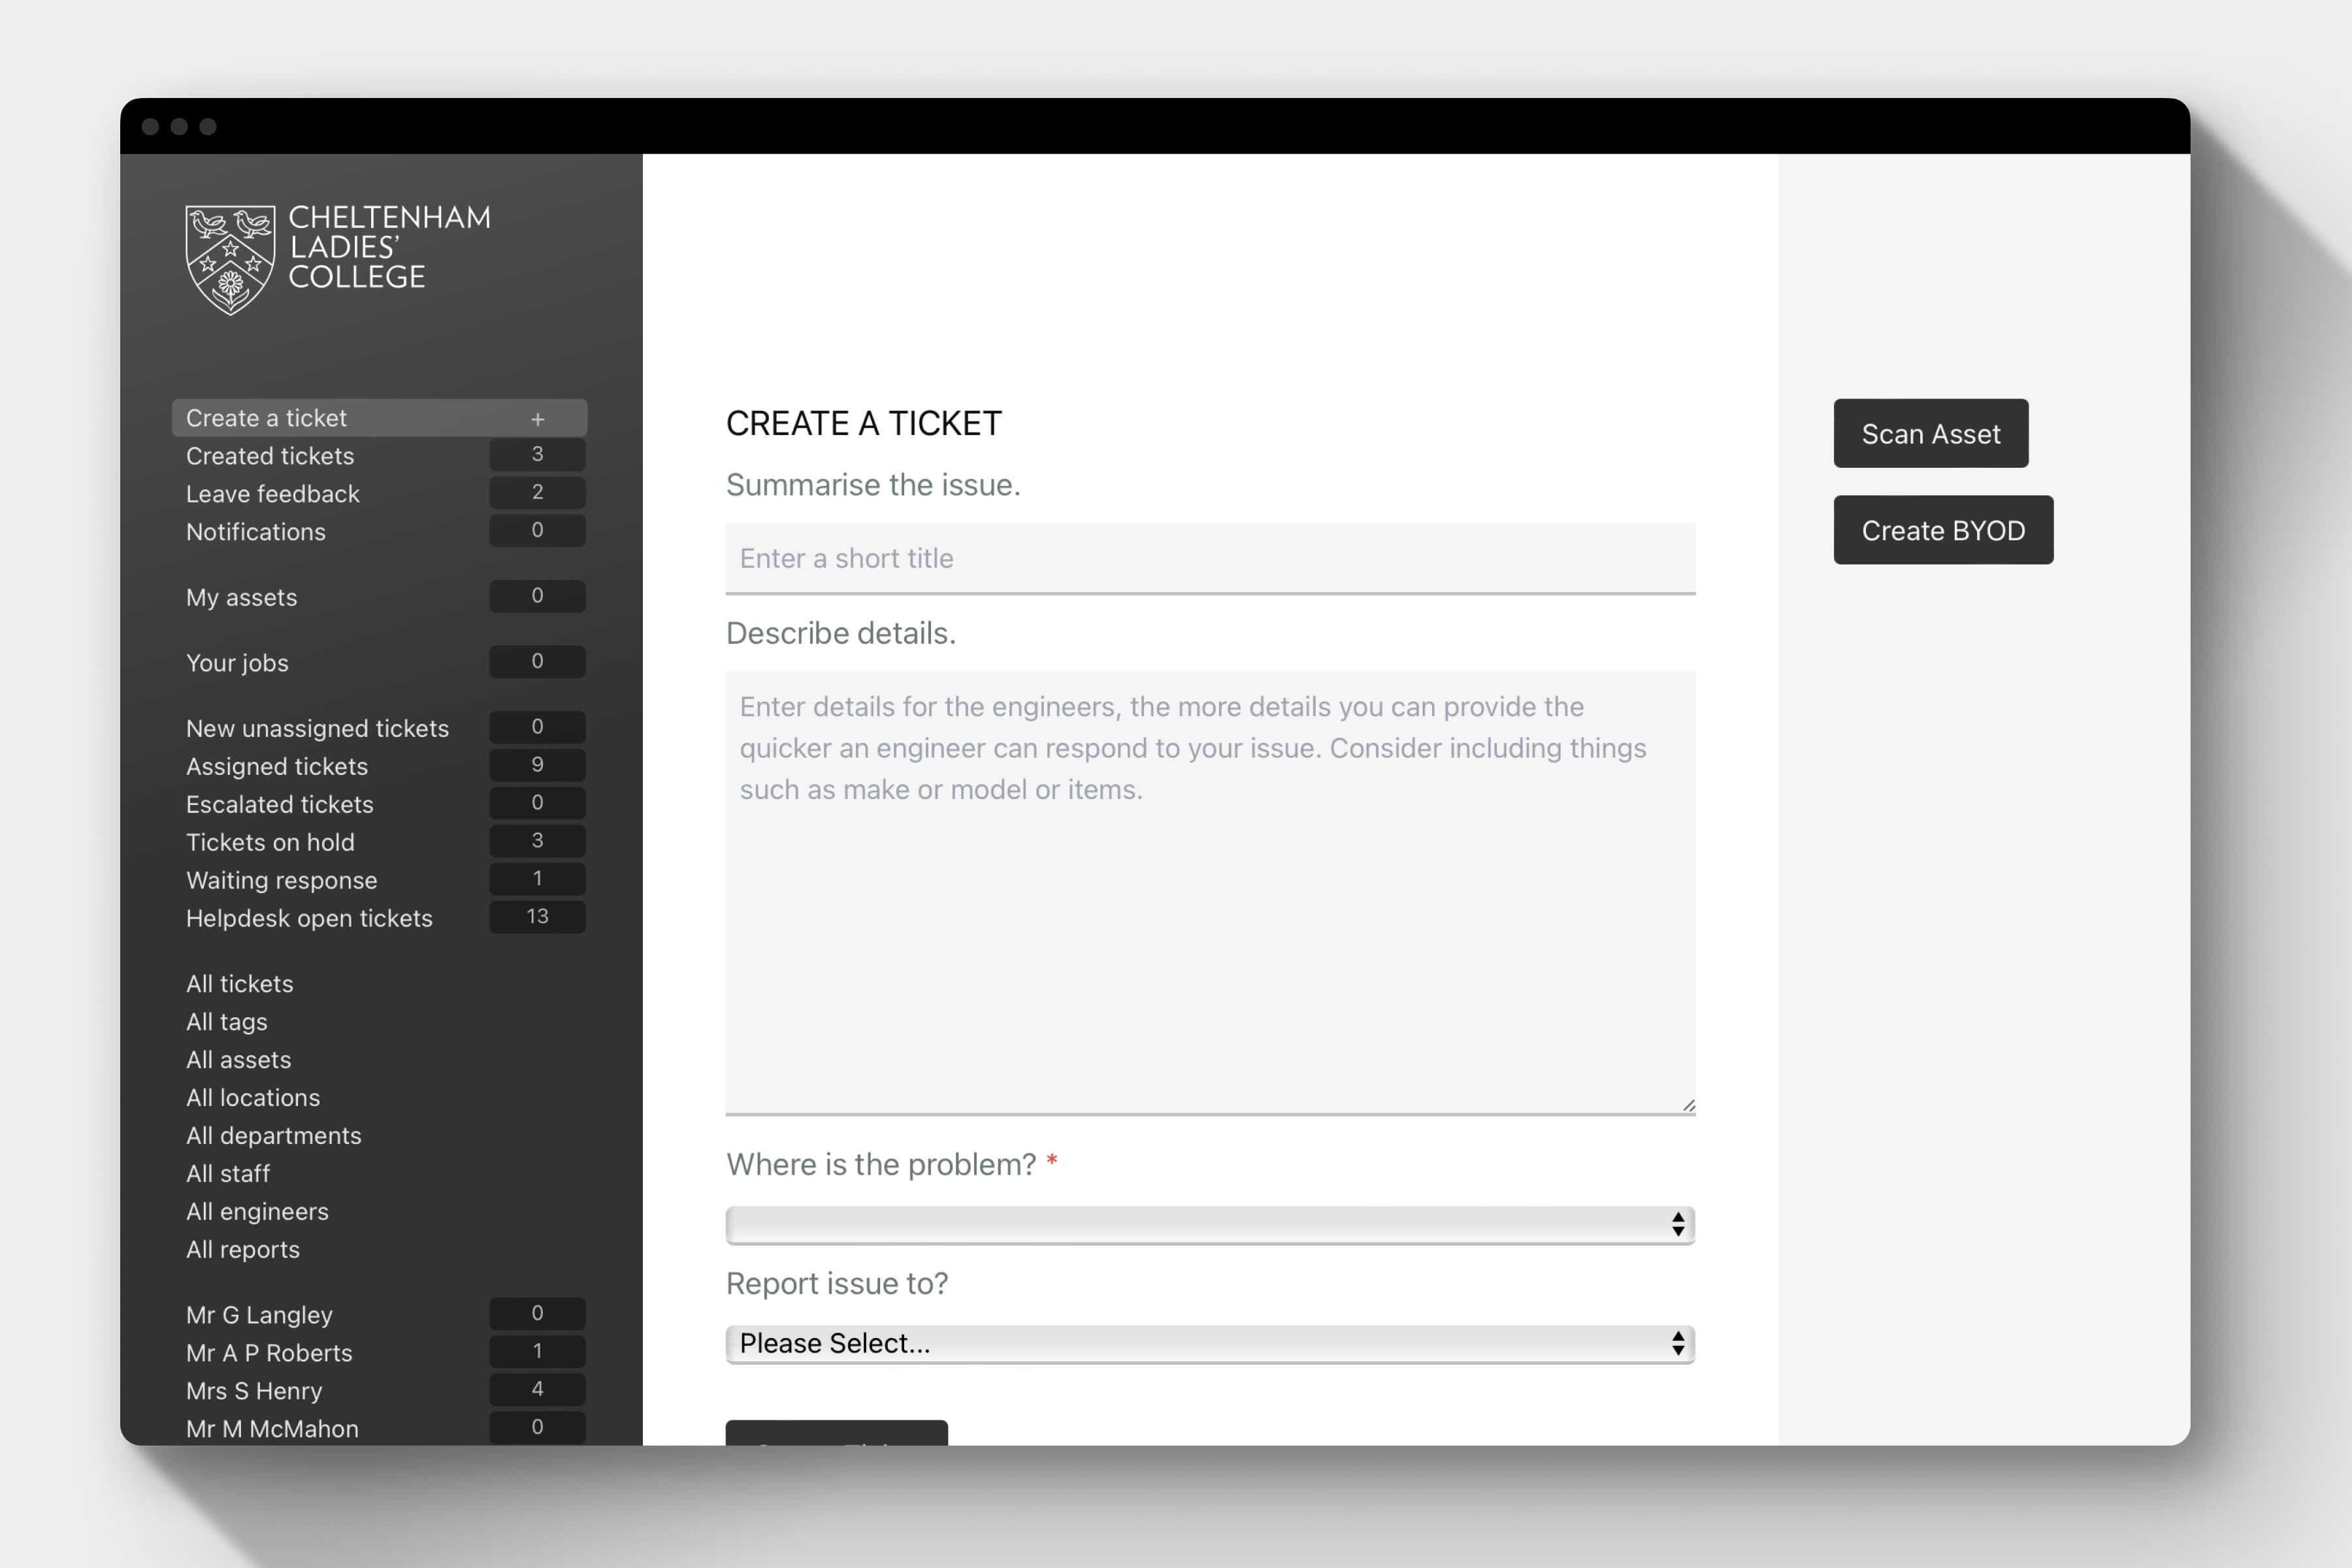 CHELTENHAM
LADIES'
COLLEGE
Create a ticket +
Created tickets 3
Leave feedback 2
Notifications 0
My assets 0
Your jobs 0
New unassigned tickets 0
Assigned tickets 9
Escalated tickets 0
Tickets on hold 3
Waiting response 1
Helpdesk open tickets 13
All tickets
All tags
All assets
All locations
All departments
All staff
All engineers
All reports
Mr G Langley 0
Mr A P Roberts 1
Mrs S Henry 4
Mr M McMahon 0
CREATE A TICKET
Summarise the issue.
Enter a short title
Describe details.
Enter details for the engineers, the more details you can provide the
quicker an engineer can respond to your issue. Consider including things
such as make or model or items.
Where is the problem? *
Report issue to?
Please Select...
Scan Asset
Create BYOD